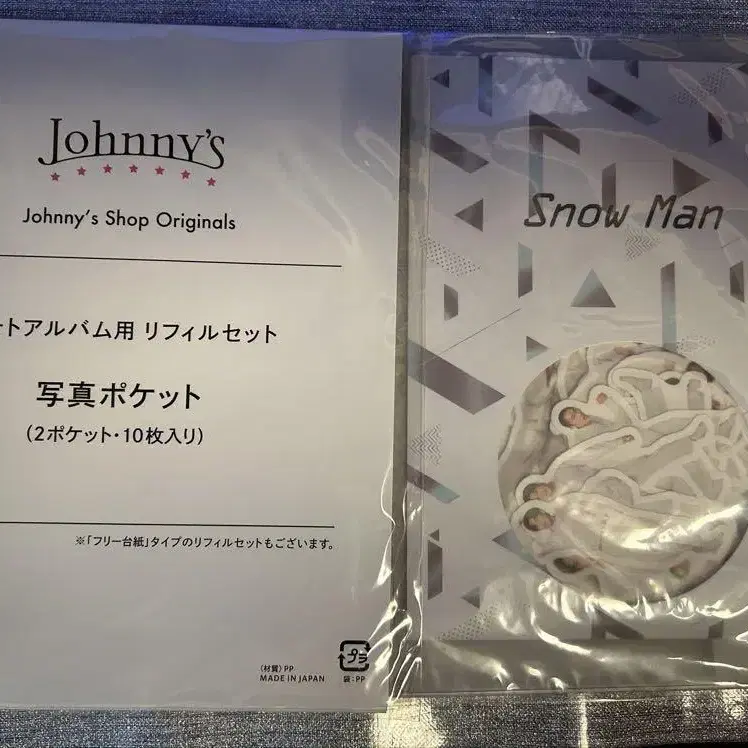 Johnny's
Johnny's Shop Originals
トアルバム用 リフィルセット
写真ポケット
(2ポケット・10枚入り)
※「フリー台紙」タイプのリフィルセットもございます。
(材質) PP
MADE IN JAPAN
プラ
袋:PP
Snow Man